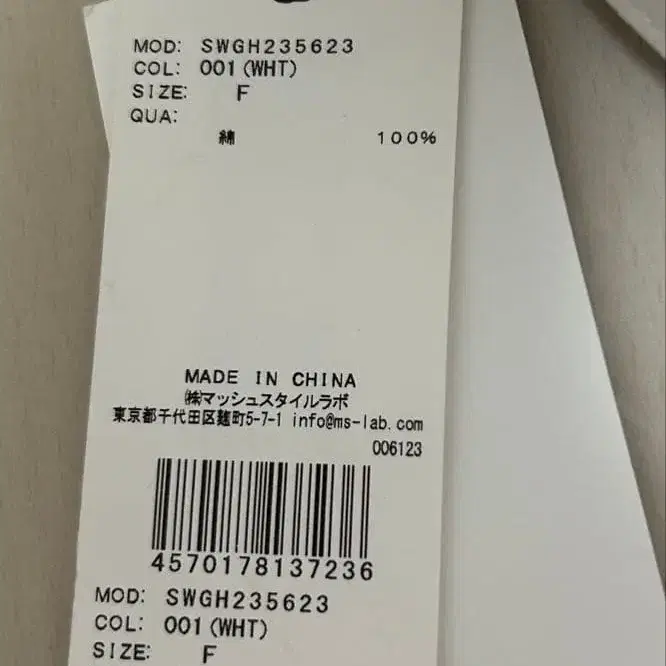 MOD: SWGH235623
COL: 001(WHT)
SIZE: F
QUA:
綿 100%
MADE IN CHINA
㈱マッシュスタイルラボ
東京都千代田区麹町5-7-1 info@ms-lab.com
006123
4570178137236
MOD: SWGH235623
COL: 001(WHT)
SIZE: F